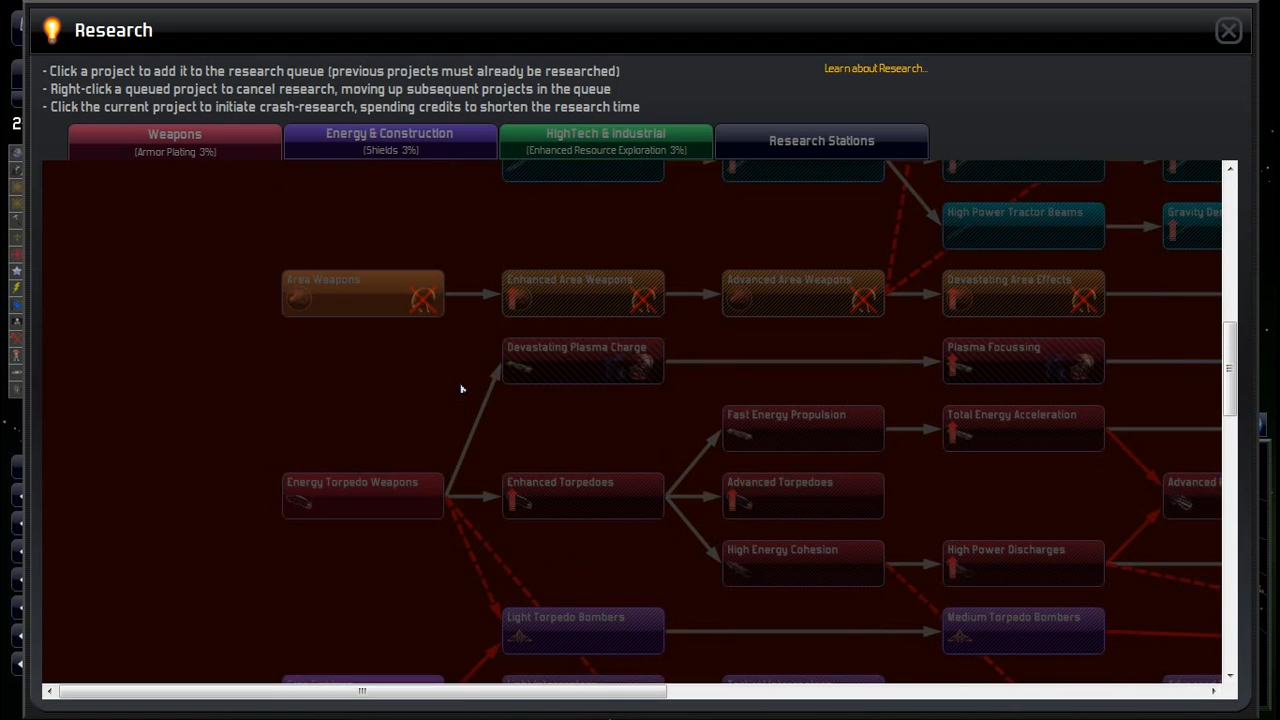 Research
- Click a project to add it to the research queue (previous projects must already be researched)
Learn about Research...
- Right-click a queued project to cancel research, moving up subsequent projects in the queue
- Click the current project to initiate crash-research, spending credits to shorten the research time
Weapons
(Armor Plating 3%)
Energy & Construction
(Shields 3%)
HighTech & Industrial
(Enhanced Resource Exploration 3%)
Research Stations
High Power Tractor Beams
Area Weapons
Enhanced Area Weapons
Advanced Area Weapons
Devastating Area Effects
Devastating Plasma Charge
Plasma Focussing
Fast Energy Propulsion
Total Energy Acceleration
Energy Torpedo Weapons
Enhanced Torpedoes
Advanced Torpedoes
Advanced
High Energy Cohesion
High Power Discharges
Light Torpedo Bombers
Medium Torpedo Bombers